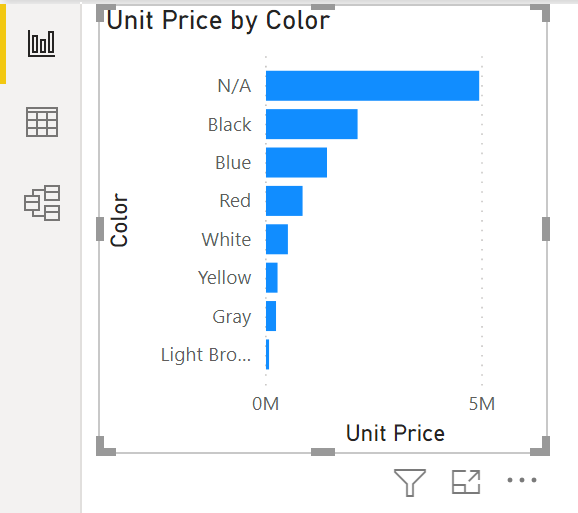 Unit Price by Color
N/A
Black
Blue
Red
White
Yellow
Gray
Light Bro...
Color
0M
5M
Unit Price